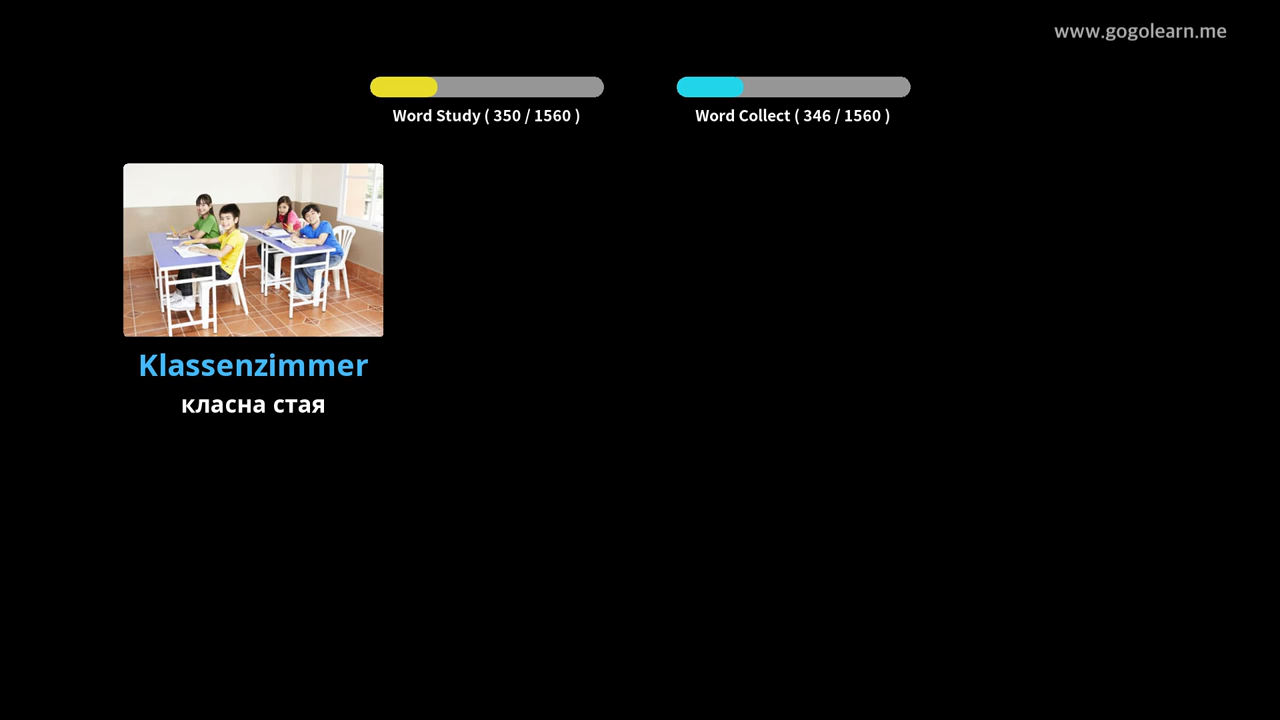 www.gogolearn.me
Word Study ( 350 / 1560 )
Word Collect ( 346 / 1560 )
Klassenzimmer
класна стая